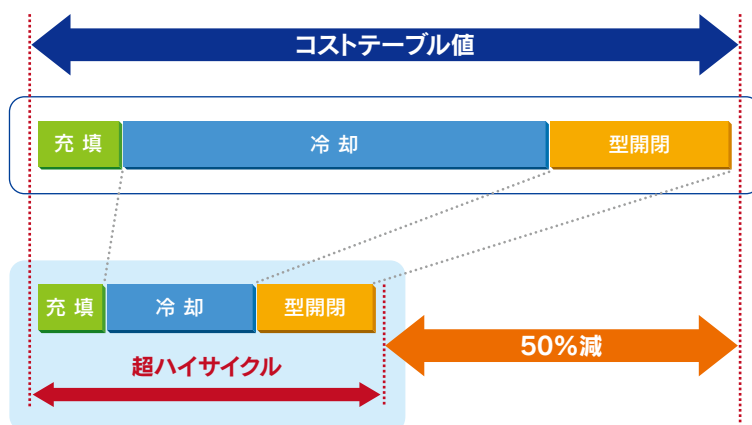 コストテーブル値
充 填 冷 却 型開閉
充 填 冷 却 型開閉
超ハイサイクル
50%減